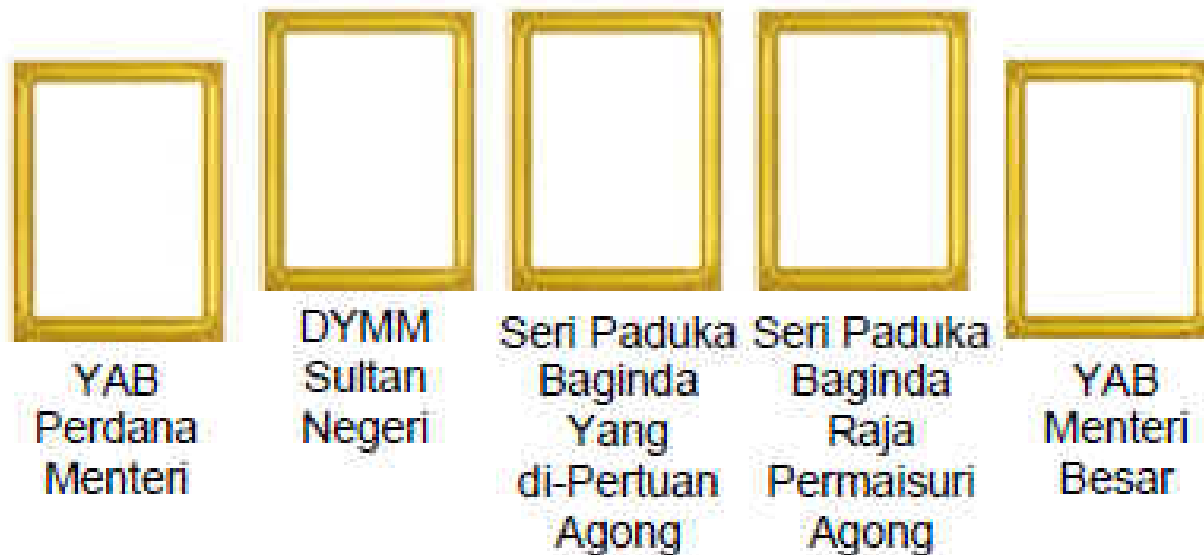 YAB
Perdana
Menteri
DYMM
Sultan
Negeri
Seri Paduka
Baginda
Yang
di-Pertuan
Agong
Seri Paduka
Baginda
Raja
Permaisuri
Agong
YAB
Menteri
Besar